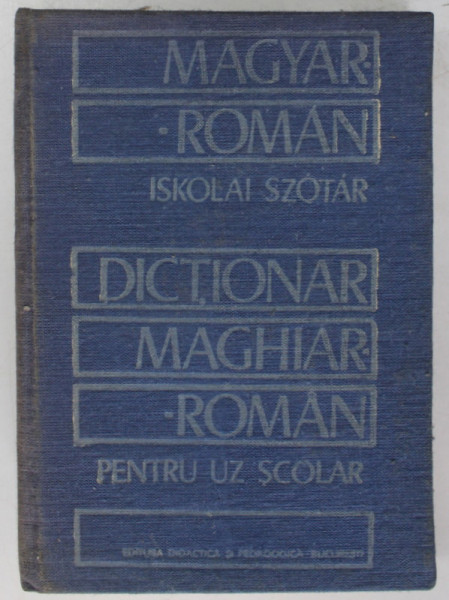 MAGYAR-
-ROMÁN
ISKOLAI SZÓTÁR
DICȚIONAR
MAGHIAR-
-ROMÂN
PENTRU UZ ȘCOLAR
EDITURA DIDACTICĂ ȘI PEDAGOGICĂ - BUCUREȘTI